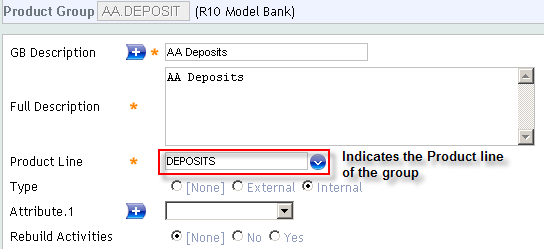 Product Group AA.DEPOSIT (R10 Model Bank)
GB Description * AA Deposits
Full Description * AA Deposits
Product Line * DEPOSITS Indicates the Product line
of the group
Type [None] External Internal
Attribute.1
Rebuild Activities [None] No Yes